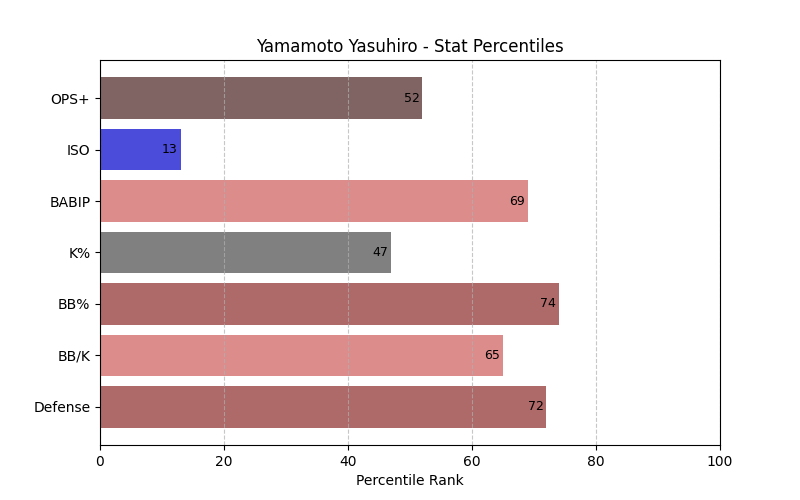 Yamamoto Yasuhiro - Stat Percentiles
OPS+ 52
ISO 13
BABIP 69
K% 47
BB% 74
BB/K 65
Defense 72
0 20 40 60 80 100
Percentile Rank